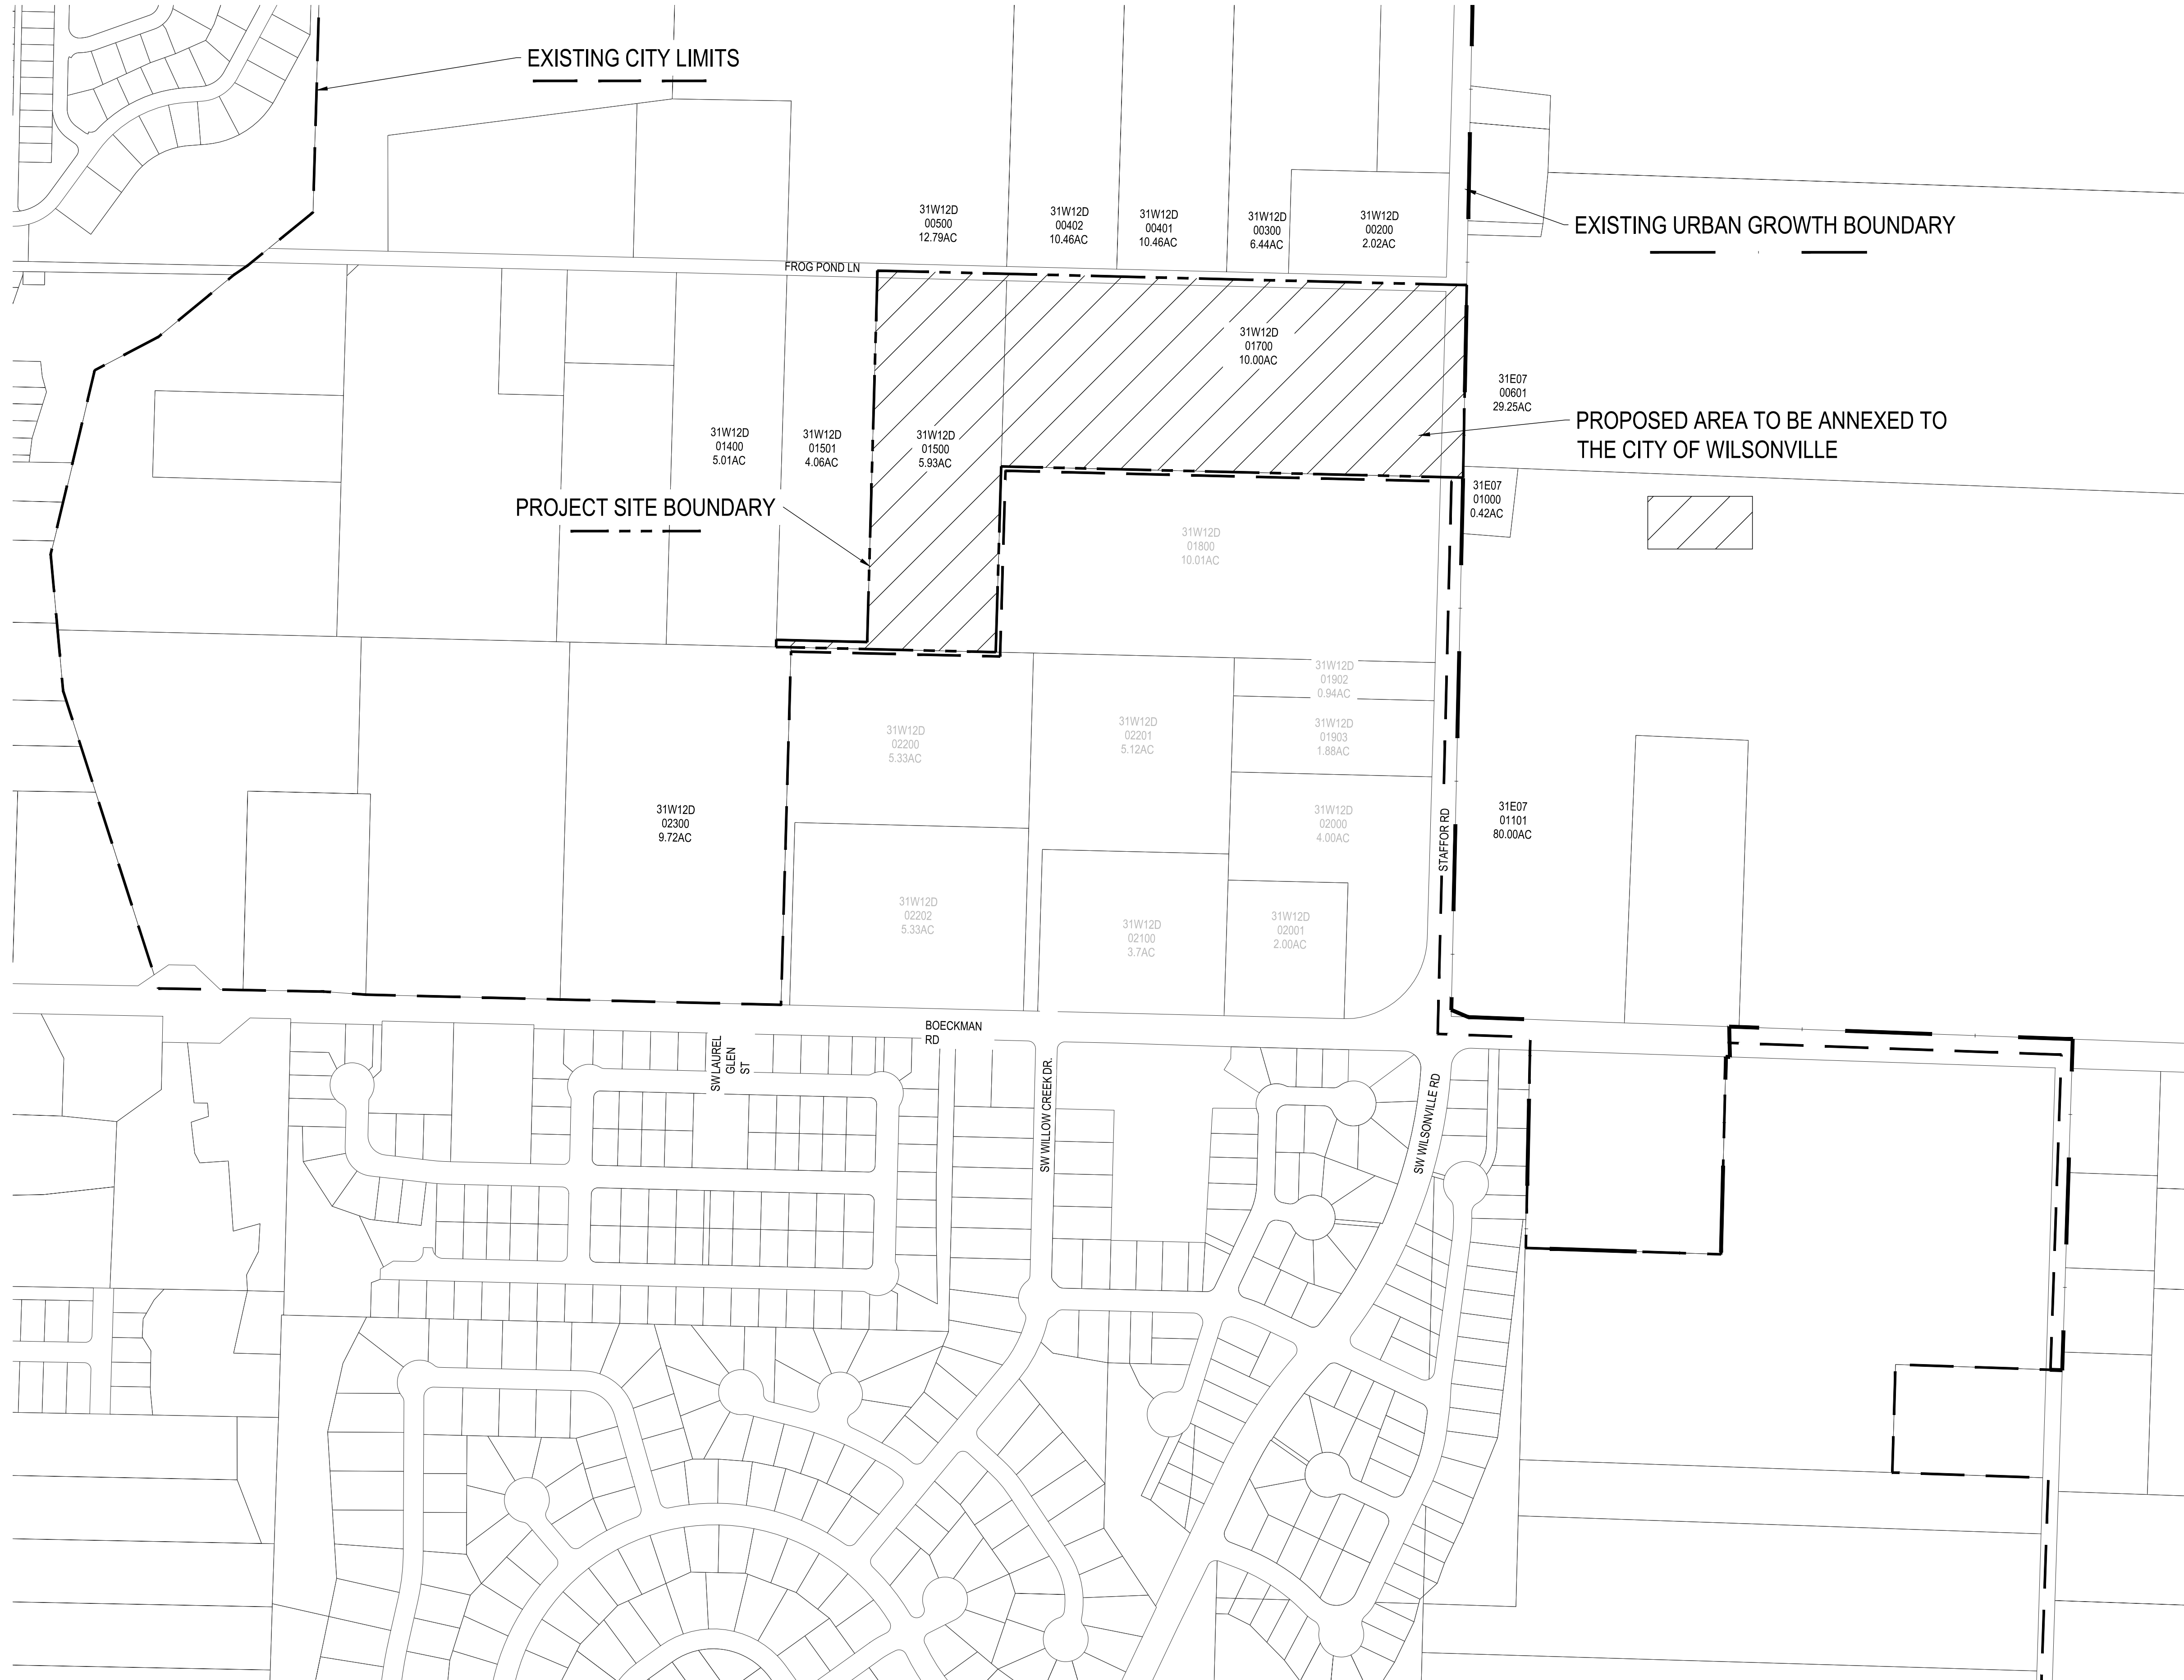 EXISTING CITY LIMITS
31W12D
00500
12.79AC
31W12D
00402
10.46AC
31W12D
00401
10.46AC
31W12D
00300
6.44AC
31W12D
00200
2.02AC
EXISTING URBAN GROWTH BOUNDARY
FROG POND LN
31W12D
01700
10.00AC
31E07
00601
29.25AC
PROPOSED AREA TO BE ANNEXED TO
THE CITY OF WILSONVILLE
31W12D
01400
5.01AC
31W12D
01501
4.06AC
31W12D
01500
5.93AC
PROJECT SITE BOUNDARY
31E07
01000
0.42AC
31W12D
01800
10.01AC
31W12D
01902
0.94AC
31W12D
02200
5.33AC
31W12D
02201
5.12AC
31W12D
01903
1.88AC
31W12D
02300
9.72AC
31W12D
02000
4.00AC
STAFFOR RD
31E07
01101
80.00AC
31W12D
02202
5.33AC
31W12D
02100
3.7AC
31W12D
02001
2.00AC
BOECKMAN
RD
SW LAUREL
GLEN
ST
SW WILLOW CREEK DR.
SW WILSONVILLE RD